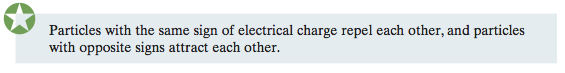 Particles with the same sign of electrical charge repel each other, and particles
with opposite signs attract each other.